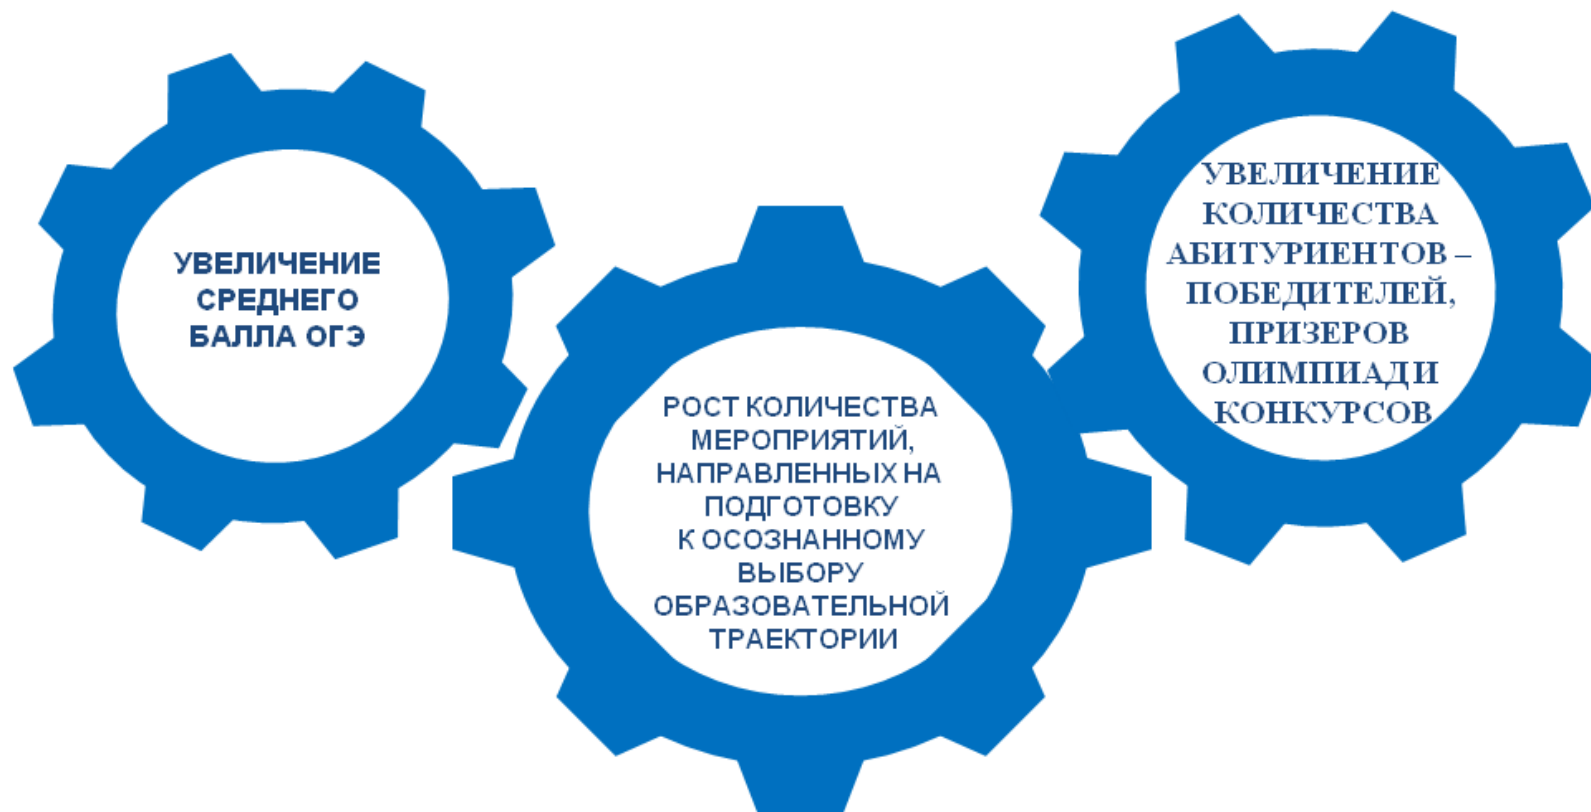 УВЕЛИЧЕНИЕ
СРЕДНЕГО
БАЛЛА ОГЭ
РОСТ КОЛИЧЕСТВА
МЕРОПРИЯТИЙ,
НАПРАВЛЕННЫХ НА
ПОДГОТОВКУ
К ОСОЗНАННОМУ
ВЫБОРУ
ОБРАЗОВАТЕЛЬНОЙ
ТРАЕКТОРИИ
УВЕЛИЧЕНИЕ
КОЛИЧЕСТВА
АБИТУРИЕНТОВ –
ПОБЕДИТЕЛЕЙ,
ПРИЗЕРОВ
ОЛИМПИАД И
КОНКУРСОВ